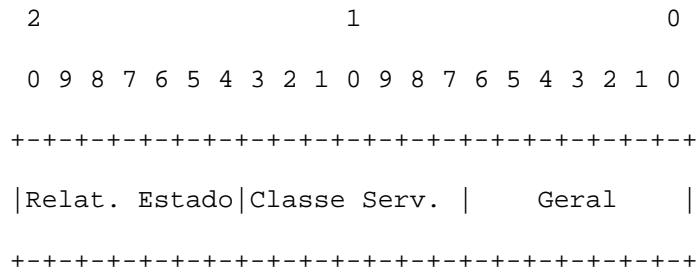 2 1 0
0 9 8 7 6 5 4 3 2 1 0 9 8 7 6 5 4 3 2 1 0
+-+-+-+-+-+-+-+-+-+-+-+-+-+-+-+-+-+-+-+-+-+
|Relat. Estado|Classe Serv. | Geral |
+-+-+-+-+-+-+-+-+-+-+-+-+-+-+-+-+-+-+-+-+-+